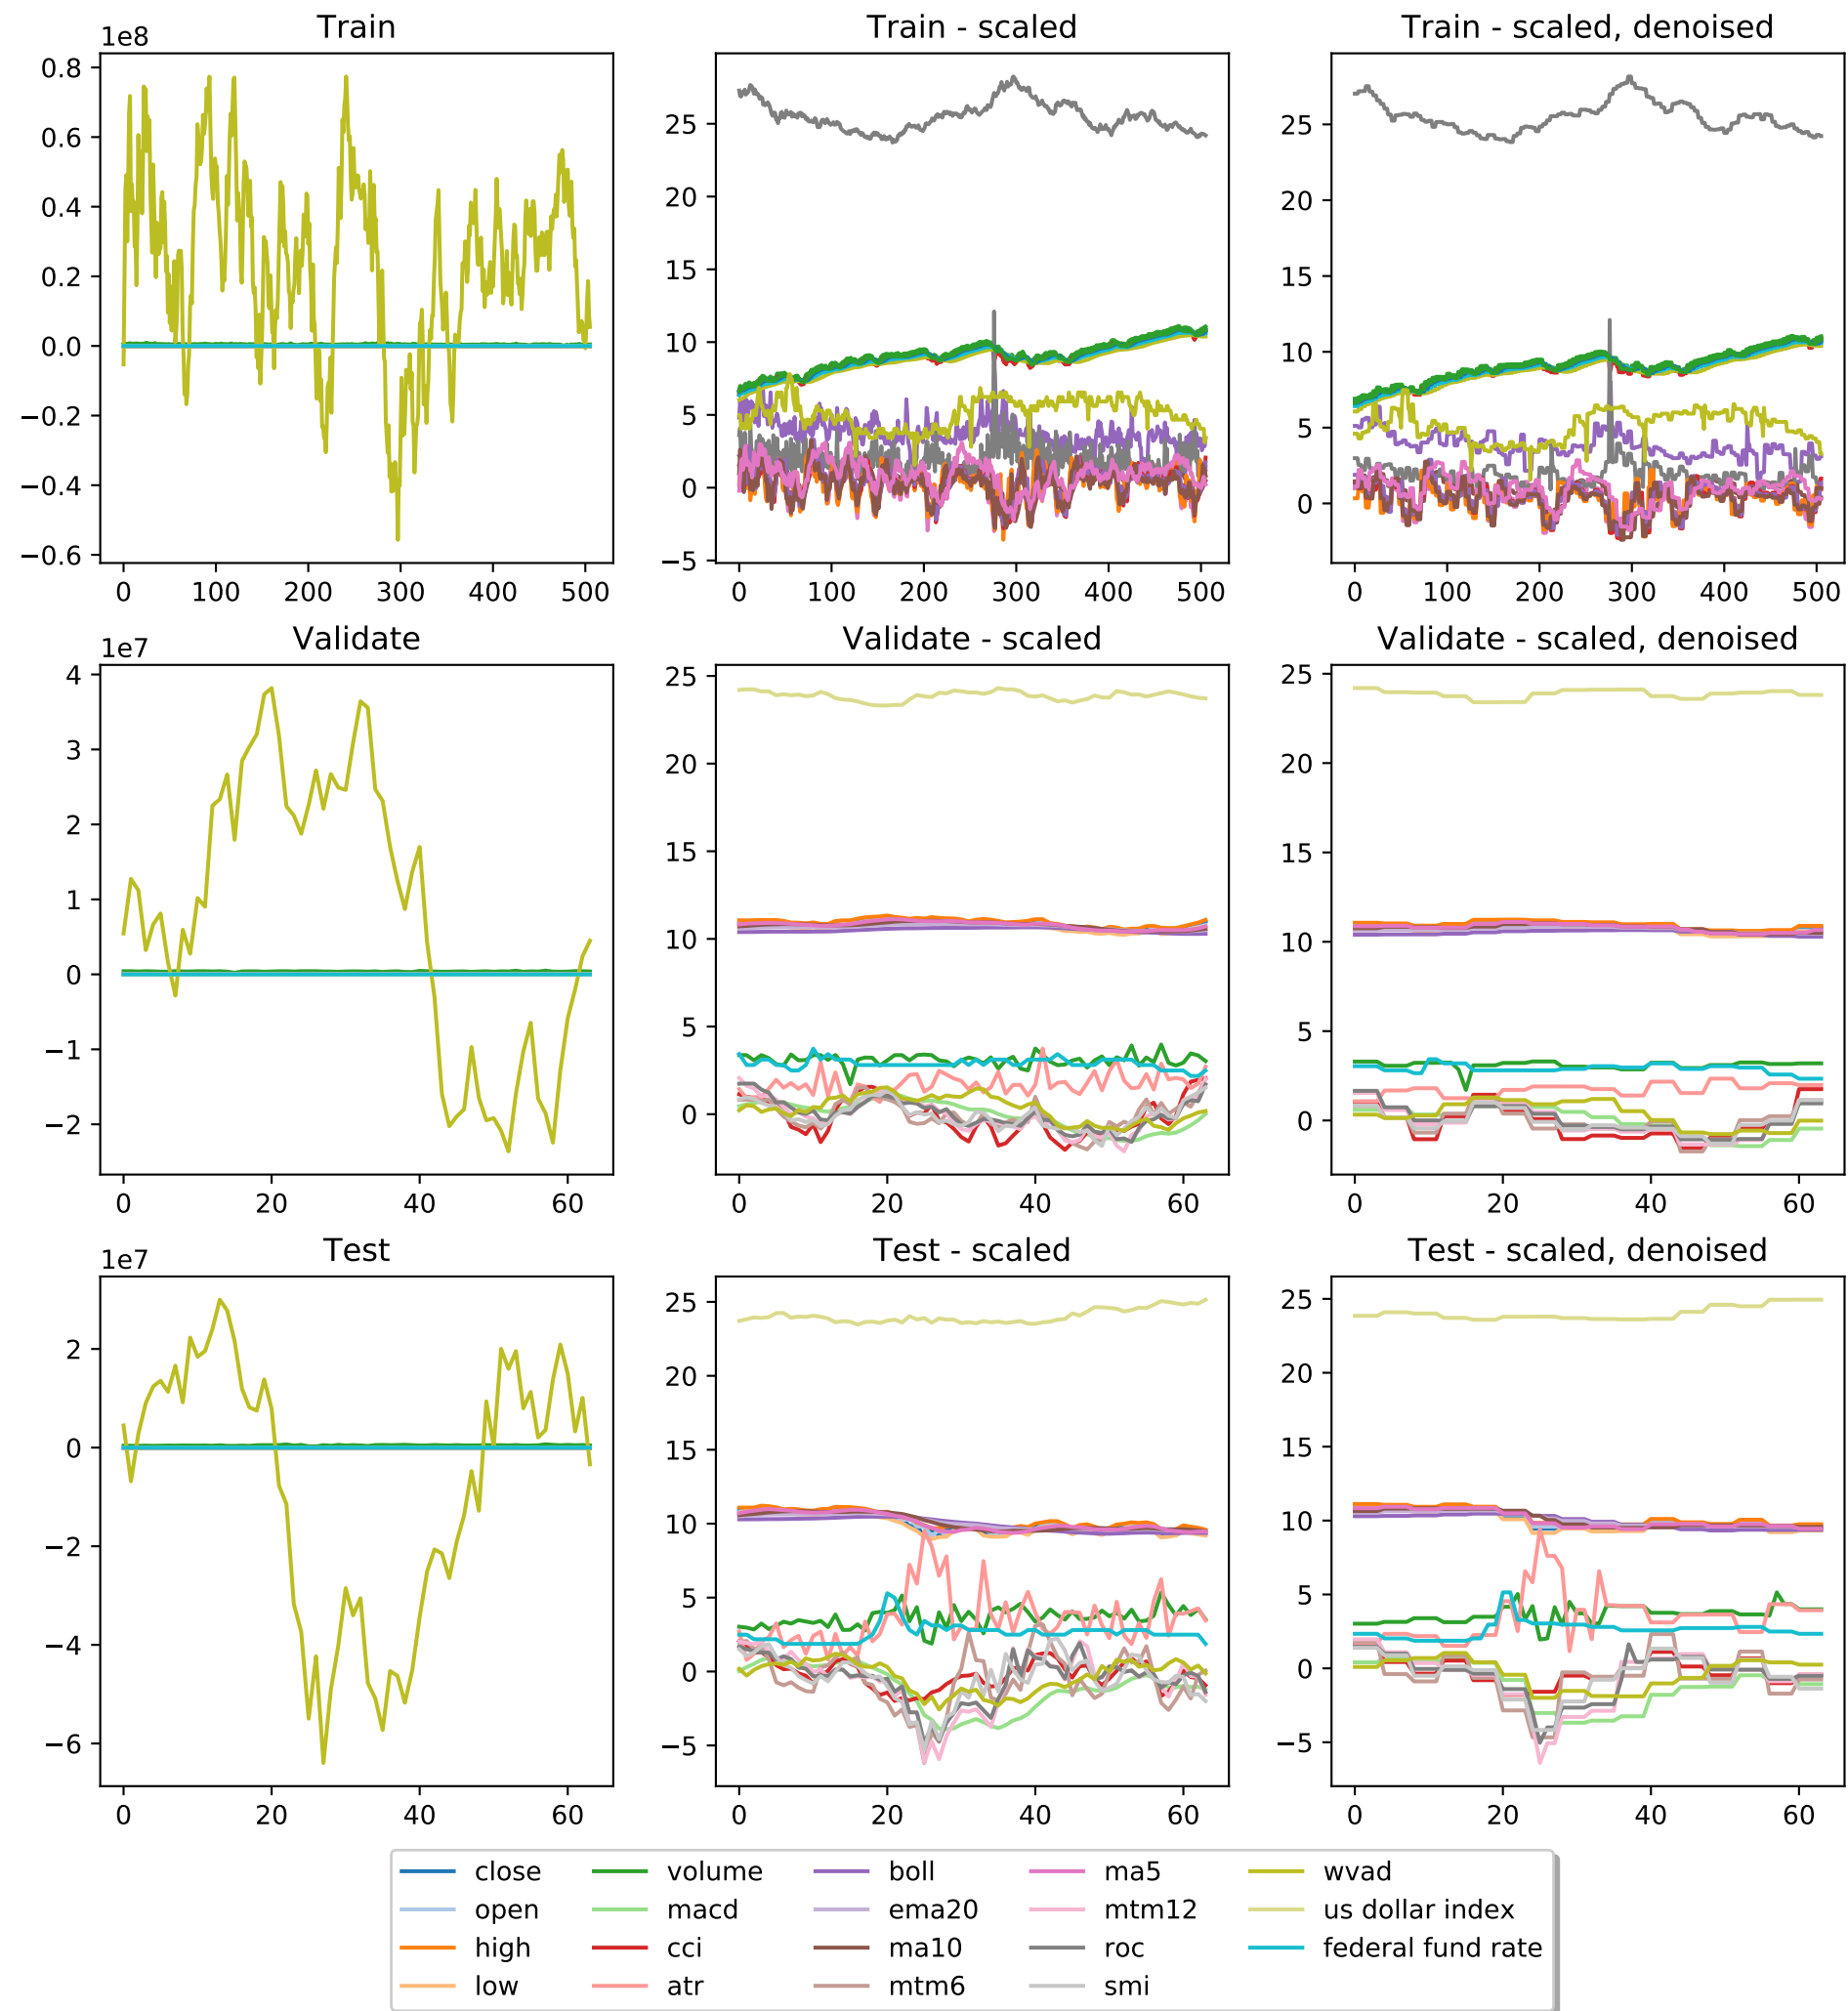 Train
Train - scaled
Train - scaled, denoised
1e8
0.8
0.6
0.4
0.2
0.0
−0.2
−0.4
−0.6
0 100 200 300 400 500
25
20
15
10
5
0
−5
0 100 200 300 400 500
25
20
15
10
5
0
0 100 200 300 400 500
Validate
Validate - scaled
Validate - scaled, denoised
1e7
4
3
2
1
0
−1
−2
0 20 40 60
25
20
15
10
5
0
0 20 40 60
25
20
15
10
5
0
0 20 40 60
Test
Test - scaled
Test - scaled, denoised
1e7
2
0
−2
−4
−6
0 20 40 60
25
20
15
10
5
0
−5
0 20 40 60
25
20
15
10
5
0
−5
0 20 40 60
close volume boll ma5 wvad
open macd ema20 mtm12 us dollar index
high cci ma10 roc federal fund rate
low atr mtm6 smi